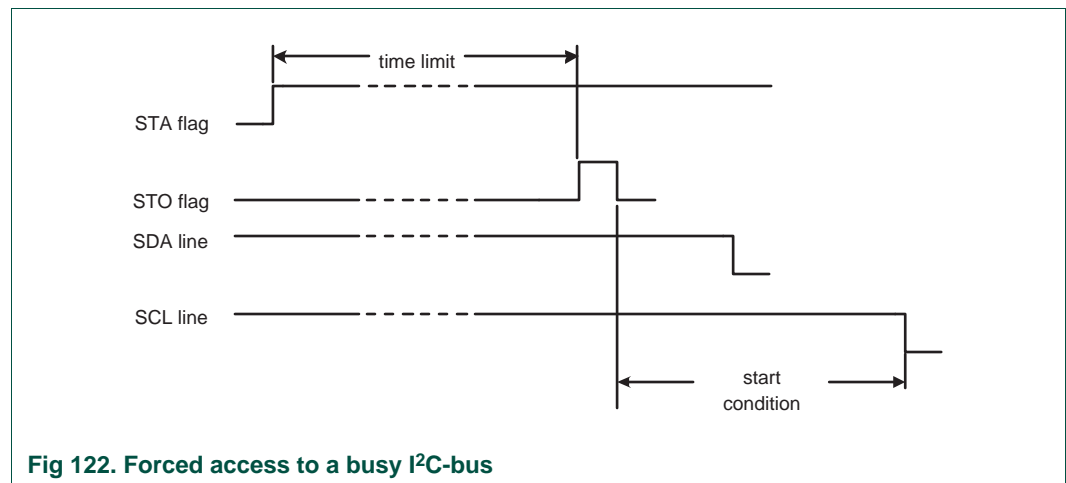 time limit
STA flag
STO flag
SDA line
SCL line
start
condition
Fig 122. Forced access to a busy I²C-bus